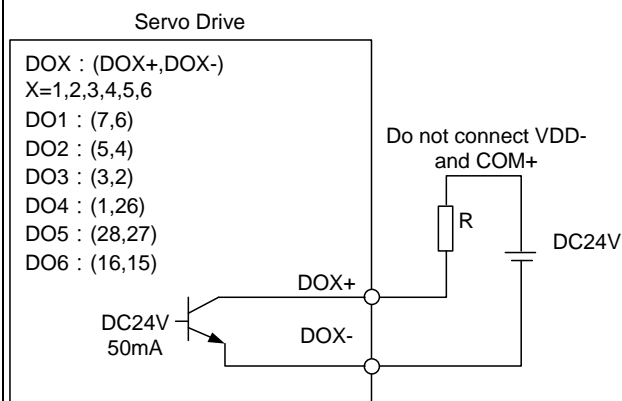 Servo Drive
DOX : (DOX+,DOX-)
X=1,2,3,4,5,6
DO1 : (7,6)
DO2 : (5,4)
DO3 : (3,2)
DO4 : (1,26)
DO5 : (28,27)
DO6 : (16,15)
Do not connect VDD-
and COM+
R
DC24V
DOX+
DC24V
50mA
DOX-